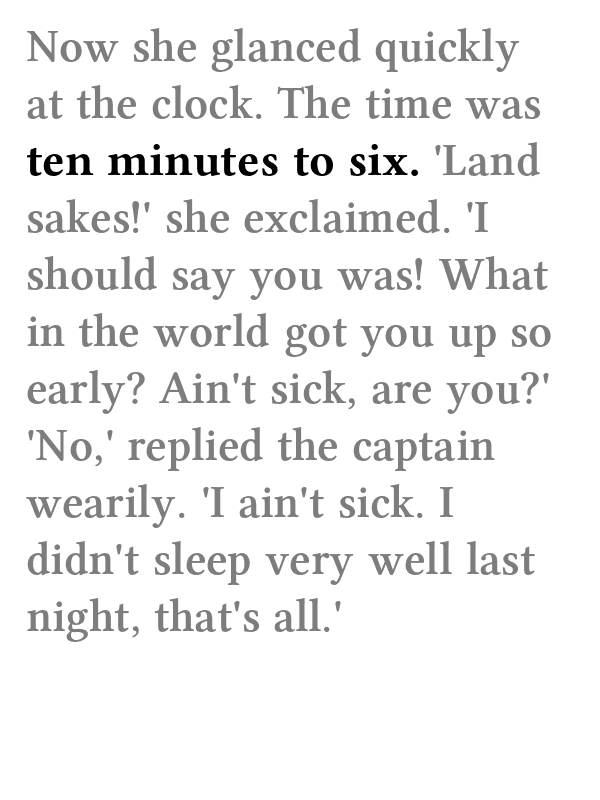 Now she glanced quickly
at the clock. The time was
ten minutes to six. 'Land
sakes!' she exclaimed. 'I
should say you was! What
in the world got you up so
early? Ain't sick, are you?'
'No,' replied the captain
wearily. 'I ain't sick. I
didn't sleep very well last
night, that's all.'